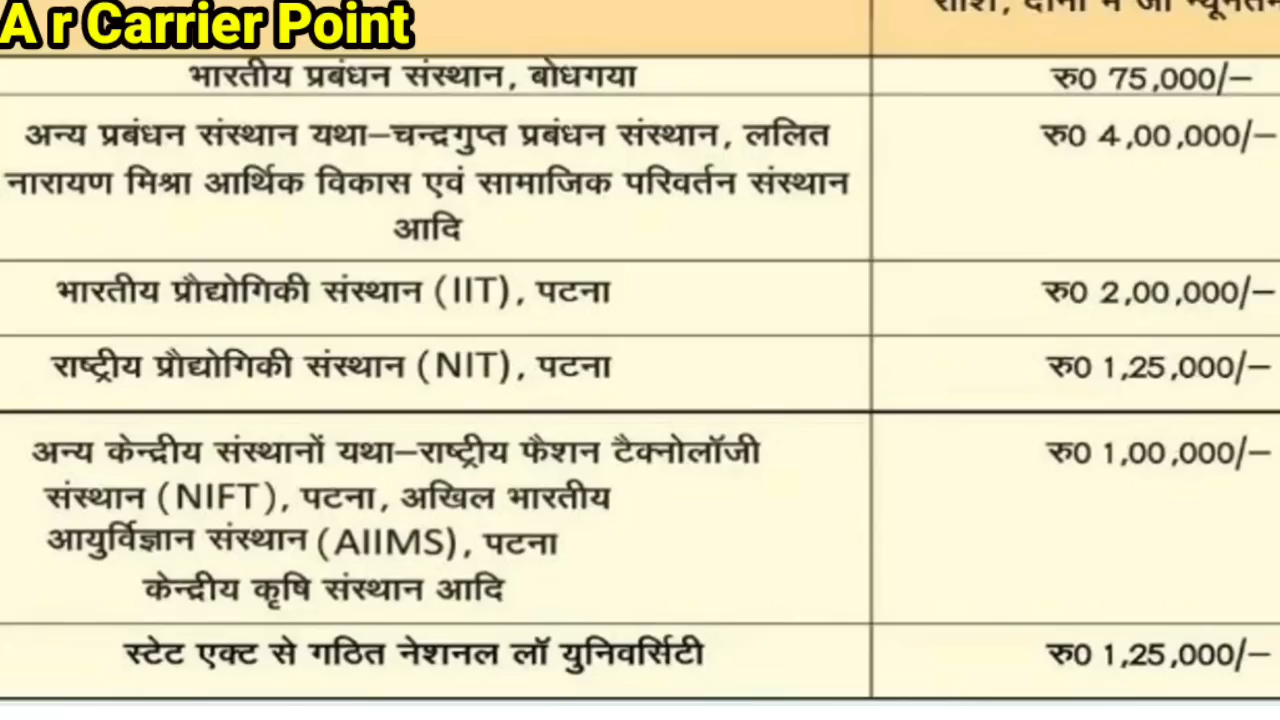 A r Carrier Point
राशि, दोनों में जो न्यूनतम
भारतीय प्रबंधन संस्थान, बोधगया
रु0 75,000/–
अन्य प्रबंधन संस्थान यथा–चन्द्रगुप्त प्रबंधन संस्थान, ललित
नारायण मिश्रा आर्थिक विकास एवं सामाजिक परिवर्तन संस्थान
आदि
रु0 4,00,000/–
भारतीय प्रौद्योगिकी संस्थान (IIT), पटना
रु0 2,00,000/–
राष्ट्रीय प्रौद्योगिकी संस्थान (NIT), पटना
रु0 1,25,000/–
अन्य केन्द्रीय संस्थानों यथा–राष्ट्रीय फैशन टैक्नोलॉजी
संस्थान (NIFT), पटना, अखिल भारतीय
आयुर्विज्ञान संस्थान (AIIMS), पटना
केन्द्रीय कृषि संस्थान आदि
रु0 1,00,000/–
स्टेट एक्ट से गठित नेशनल लॉ युनिवर्सिटी
रु0 1,25,000/–